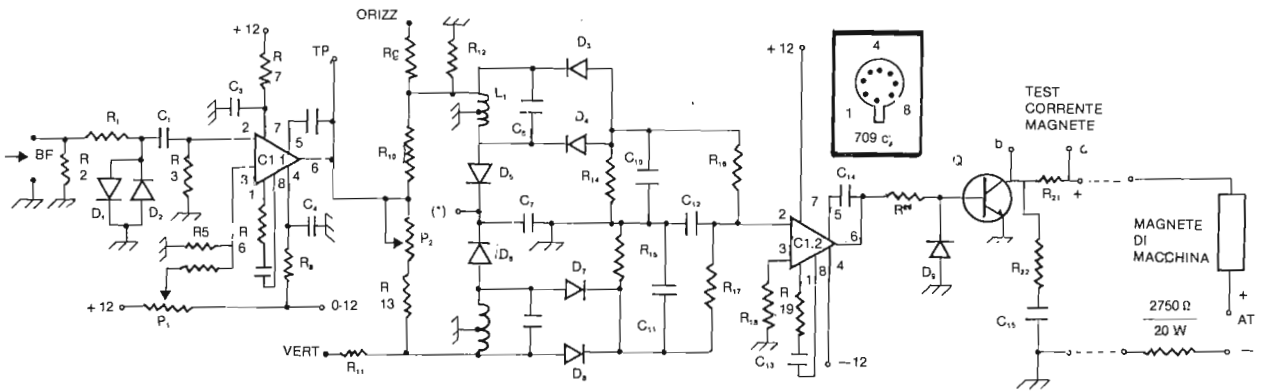 ORIZZ
+12
TP
R 7
C3
R1
C1
BF
R 2
D1
D2
R 3
2
7
C1 1
5
6
3
1
8
4
C4
R5
R 6
R8
+12
P1
0-12
R9
R12
L1
D3
C5
D4
R10
D5
(*)
C7
P2
D6
R 13
D7
D8
VERT
R11
R14
C10
R16
C12
R15
C11
R17
+12
2
7
C1.2
5
6
3
1
8
4
C14
R18
R 19
C13
—12
4
1
8
709
Q
D9
TEST
CORRENTE
MAGNETE
b
c
R21
+
R22
C15
MAGNETE
DI
MACCHINA
2750 Ω
20 W
+
AT
—